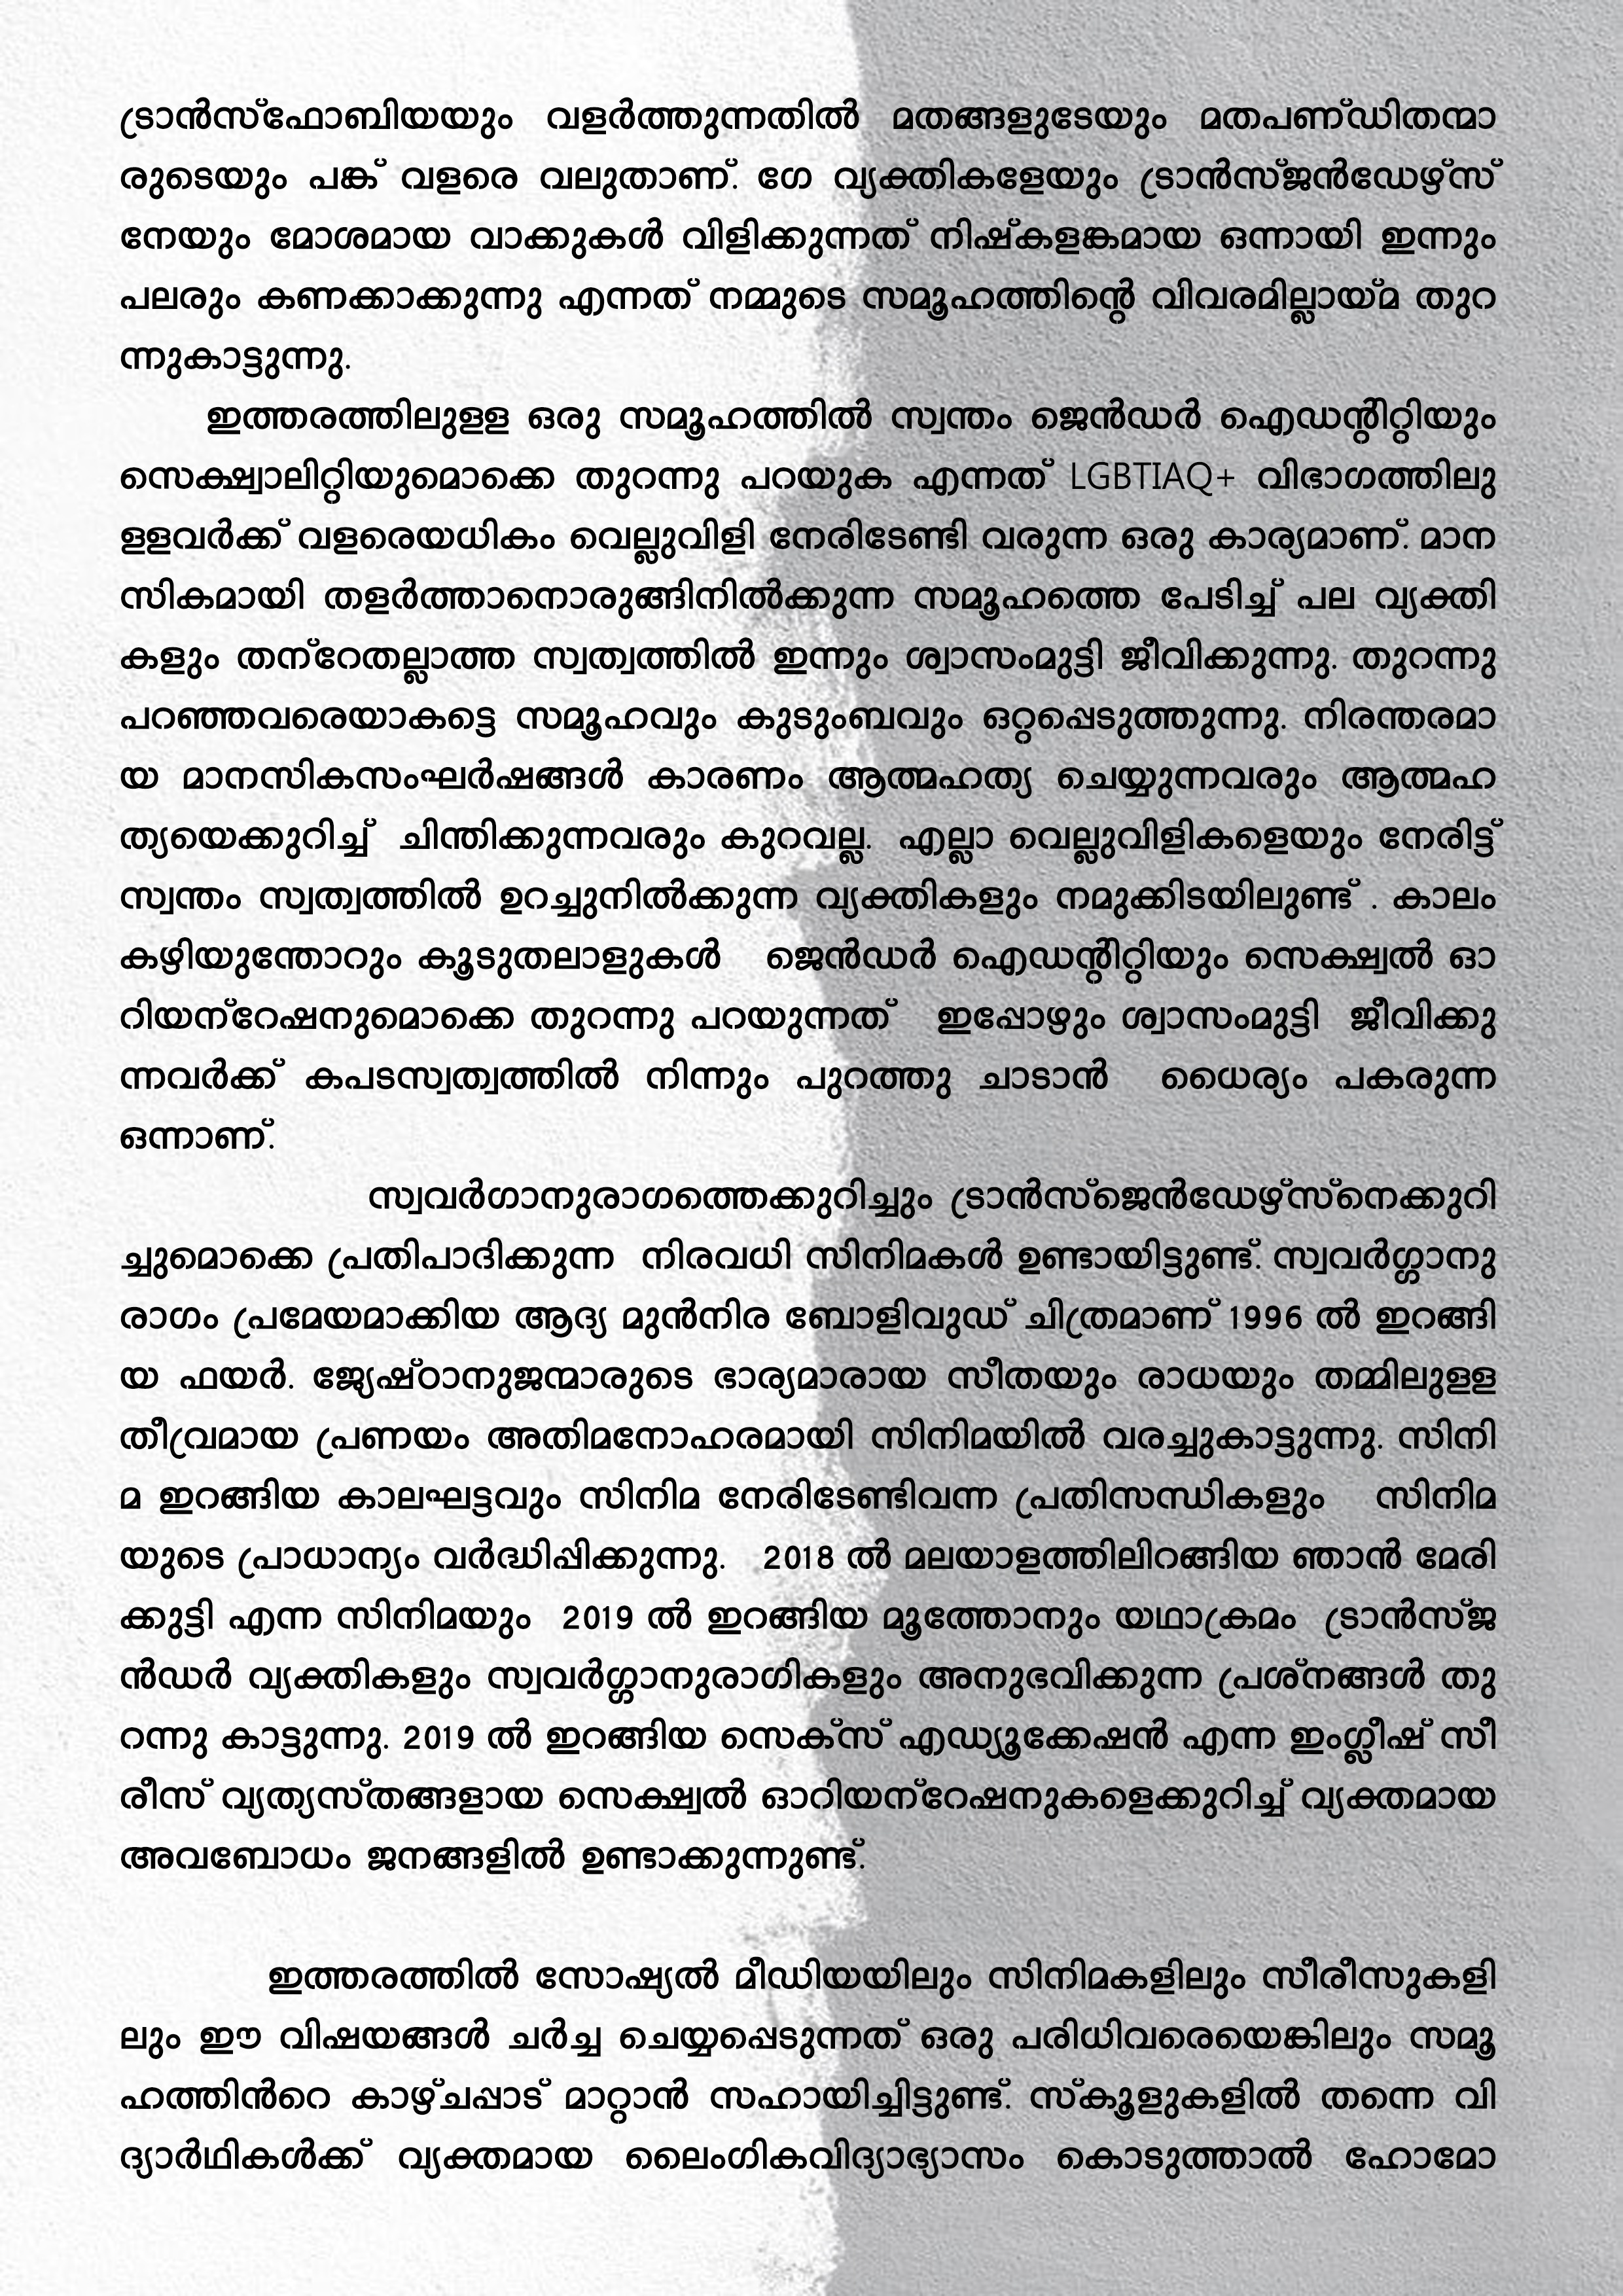 ട്രാൻസ്ഫോബിയയും വളർത്തുന്നതിൽ മതങ്ങളുടേയും മതപണ്ഡിതന്മാ
രുടെയും പങ്ക് വളരെ വലുതാണ്. ഗേ വ്യക്തികളേയും ട്രാൻസ്ജൻഡേഴ്സ്
നേയും മോശമായ വാക്കുകൾ വിളിക്കുന്നത് നിഷ്കളങ്കമായ ഒന്നായി ഇന്നും
പലരും കണക്കാക്കുന്നു എന്നത് നമ്മുടെ സമൂഹത്തിന്റെ വിവരമില്ലായ്മ തുറ
ന്നുകാട്ടുന്നു.
ഇത്തരത്തിലുളള ഒരു സമൂഹത്തിൽ സ്വന്തം ജെൻഡർ ഐഡന്റിറ്റിയും
സെക്ഷ്വാലിറ്റിയുമൊക്കെ തുറന്നു പറയുക എന്നത് LGBTIAQ+ വിഭാഗത്തിലു
ളളവർക്ക് വളരെയധികം വെല്ലുവിളി നേരിടേണ്ടി വരുന്ന ഒരു കാര്യമാണ്. മാന
സികമായി തളർത്താനൊരുങ്ങിനിൽക്കുന്ന സമൂഹത്തെ പേടിച്ച് പല വ്യക്തി
കളും തന്റേതല്ലാത്ത സ്വത്വത്തിൽ ഇന്നും ശ്വാസംമുട്ടി ജീവിക്കുന്നു. തുറന്നു
പറഞ്ഞവരെയാകട്ടെ സമൂഹവും കുടുംബവും ഒറ്റപ്പെടുത്തുന്നു. നിരന്തരമാ
യ മാനസികസംഘർഷങ്ങൾ കാരണം ആത്മഹത്യ ചെയ്യുന്നവരും ആത്മഹ
ത്യയെക്കുറിച്ച് ചിന്തിക്കുന്നവരും കുറവല്ല. എല്ലാ വെല്ലുവിളികളെയും നേരിട്ട്
സ്വന്തം സ്വത്വത്തിൽ ഉറച്ചുനിൽക്കുന്ന വ്യക്തികളും നമുക്കിടയിലുണ്ട് . കാലം
കഴിയുന്തോറും കൂടുതലാളുകൾ ജെൻഡർ ഐഡന്റിറ്റിയും സെക്ഷ്വൽ ഓ
റിയന്റേഷനുമൊക്കെ തുറന്നു പറയുന്നത് ഇപ്പോഴും ശ്വാസംമുട്ടി ജീവിക്കു
ന്നവർക്ക് കപടസ്വത്വത്തിൽ നിന്നും പുറത്തു ചാടാൻ ധൈര്യം പകരുന്ന
ഒന്നാണ്.
സ്വവർഗാനുരാഗത്തെക്കുറിച്ചും ട്രാൻസ്ജെൻഡേഴ്സ്നെക്കുറി
ച്ചുമൊക്കെ പ്രതിപാദിക്കുന്ന നിരവധി സിനിമകൾ ഉണ്ടായിട്ടുണ്ട്. സ്വവർഗ്ഗാനു
രാഗം പ്രമേയമാക്കിയ ആദ്യ മുൻനിര ബോളിവുഡ് ചിത്രമാണ് 1996 ൽ ഇറങ്ങി
യ ഫയർ. ജ്യേഷ്ഠാനുജന്മാരുടെ ഭാര്യമാരായ സീതയും രാധയും തമ്മിലുളള
തീവ്രമായ പ്രണയം അതിമനോഹരമായി സിനിമയിൽ വരച്ചുകാട്ടുന്നു. സിനി
മ ഇറങ്ങിയ കാലഘട്ടവും സിനിമ നേരിടേണ്ടിവന്ന പ്രതിസന്ധികളും സിനിമ
യുടെ പ്രാധാന്യം വർദ്ധിപ്പിക്കുന്നു. 2018 ൽ മലയാളത്തിലിറങ്ങിയ ഞാൻ മേരി
ക്കുട്ടി എന്ന സിനിമയും 2019 ൽ ഇറങ്ങിയ മൂത്തോനും യഥാക്രമം ട്രാൻസ്ജ
ൻഡർ വ്യക്തികളും സ്വവർഗ്ഗാനുരാഗികളും അനുഭവിക്കുന്ന പ്രശ്നങ്ങൾ തു
റന്നു കാട്ടുന്നു. 2019 ൽ ഇറങ്ങിയ സെക്സ് എഡ്യൂക്കേഷൻ എന്ന ഇംഗ്ലീഷ് സീ
രീസ് വ്യത്യസ്തങ്ങളായ സെക്ഷ്വൽ ഓറിയന്റേഷനുകളെക്കുറിച്ച് വ്യക്തമായ
അവബോധം ജനങ്ങളിൽ ഉണ്ടാക്കുന്നുണ്ട്.
ഇത്തരത്തിൽ സോഷ്യൽ മീഡിയയിലും സിനിമകളിലും സീരീസുകളി
ലും ഈ വിഷയങ്ങൾ ചർച്ച ചെയ്യപ്പെടുന്നത് ഒരു പരിധിവരെയെങ്കിലും സമൂ
ഹത്തിൻറെ കാഴ്ചപ്പാട് മാറ്റാൻ സഹായിച്ചിട്ടുണ്ട്. സ്കൂളുകളിൽ തന്നെ വി
ദ്യാർഥികൾക്ക് വ്യക്തമായ ലൈംഗികവിദ്യാഭ്യാസം കൊടുത്താൽ ഹോമോ